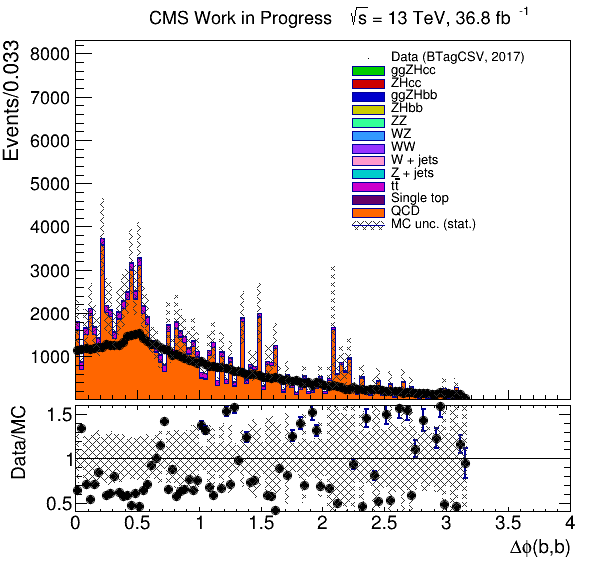 CMS Work in Progress √s = 13 TeV, 36.8 fb⁻¹
Events/0.033
8000
7000
6000
5000
4000
3000
2000
1000
Data (BTagCSV, 2017)
ggZHcc
ZHcc
ggZHbb
ZHbb
ZZ
WZ
WW
W + jets
Z + jets
tt̅
Single top
QCD
MC unc. (stat.)
Data/MC
1.5
1
0.5
0 0.5 1 1.5 2 2.5 3 3.5 4
Δϕ(b,b)